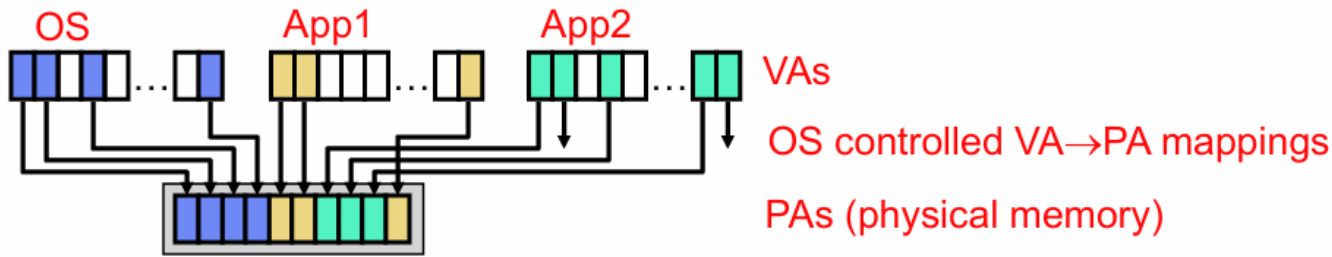 OS App1 App2
... ... ... VAs
OS controlled VA→PA mappings
PAs (physical memory)